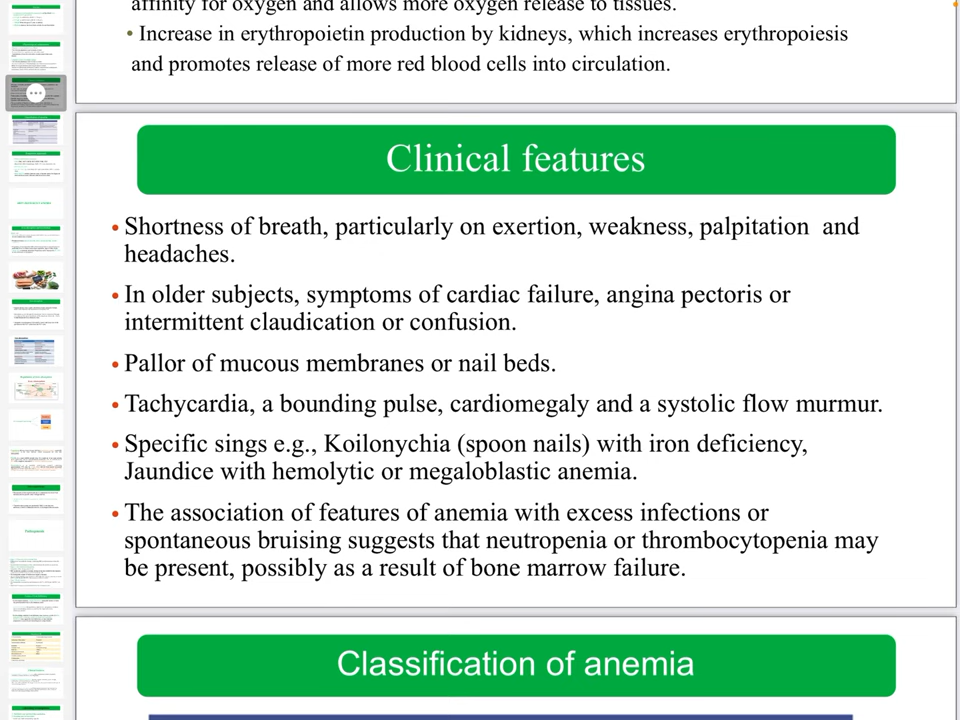 affinity for oxygen and allows more oxygen release to tissues.
• Increase in erythropoietin production by kidneys, which increases erythropoiesis
and promotes release of more red blood cells into circulation.
Clinical features
• Shortness of breath, particularly on exertion, weakness, palpitation and
headaches.
• In older subjects, symptoms of cardiac failure, angina pectoris or
intermittent claudication or confusion.
• Pallor of mucous membranes or nail beds.
• Tachycardia, a bounding pulse, cardiomegaly and a systolic flow murmur.
• Specific sings e.g., Koilonychia (spoon nails) with iron deficiency,
Jaundice with hemolytic or megaloblastic anemia.
• The association of features of anemia with excess infections or
spontaneous bruising suggests that neutropenia or thrombocytopenia may
be present, possibly as a result of bone marrow failure.
Classification of anemia